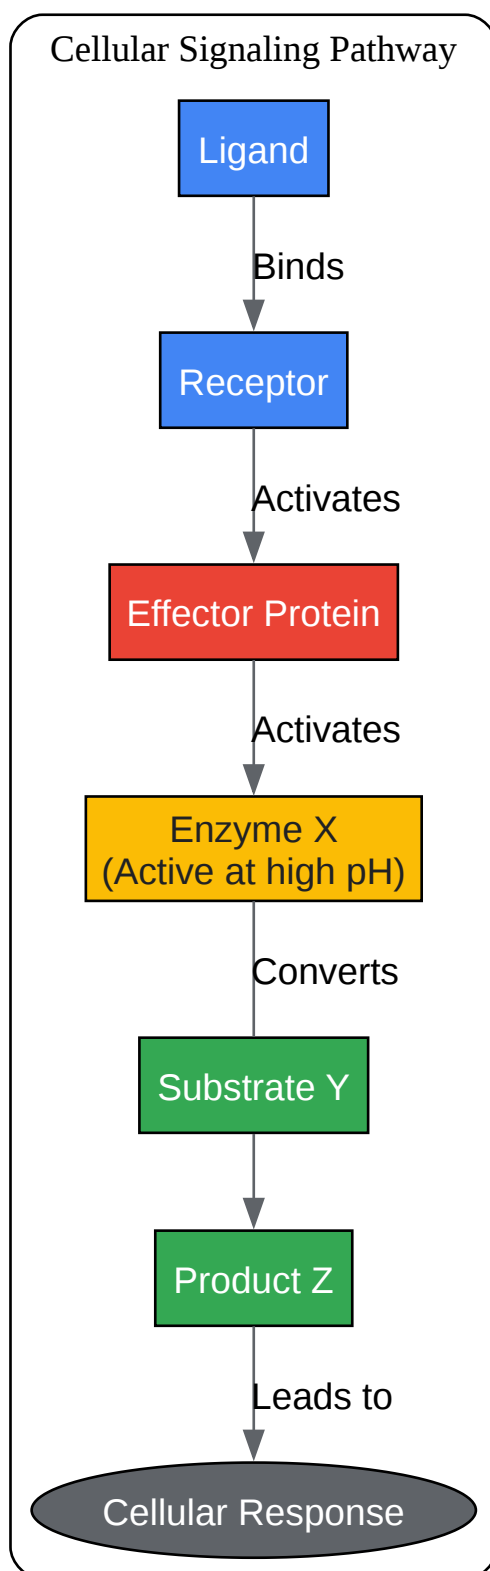 Cellular Signaling Pathway
Ligand
Binds
Receptor
Activates
Effector Protein
Activates
Enzyme X
(Active at high pH)
Converts
Substrate Y
Product Z
Leads to
Cellular Response